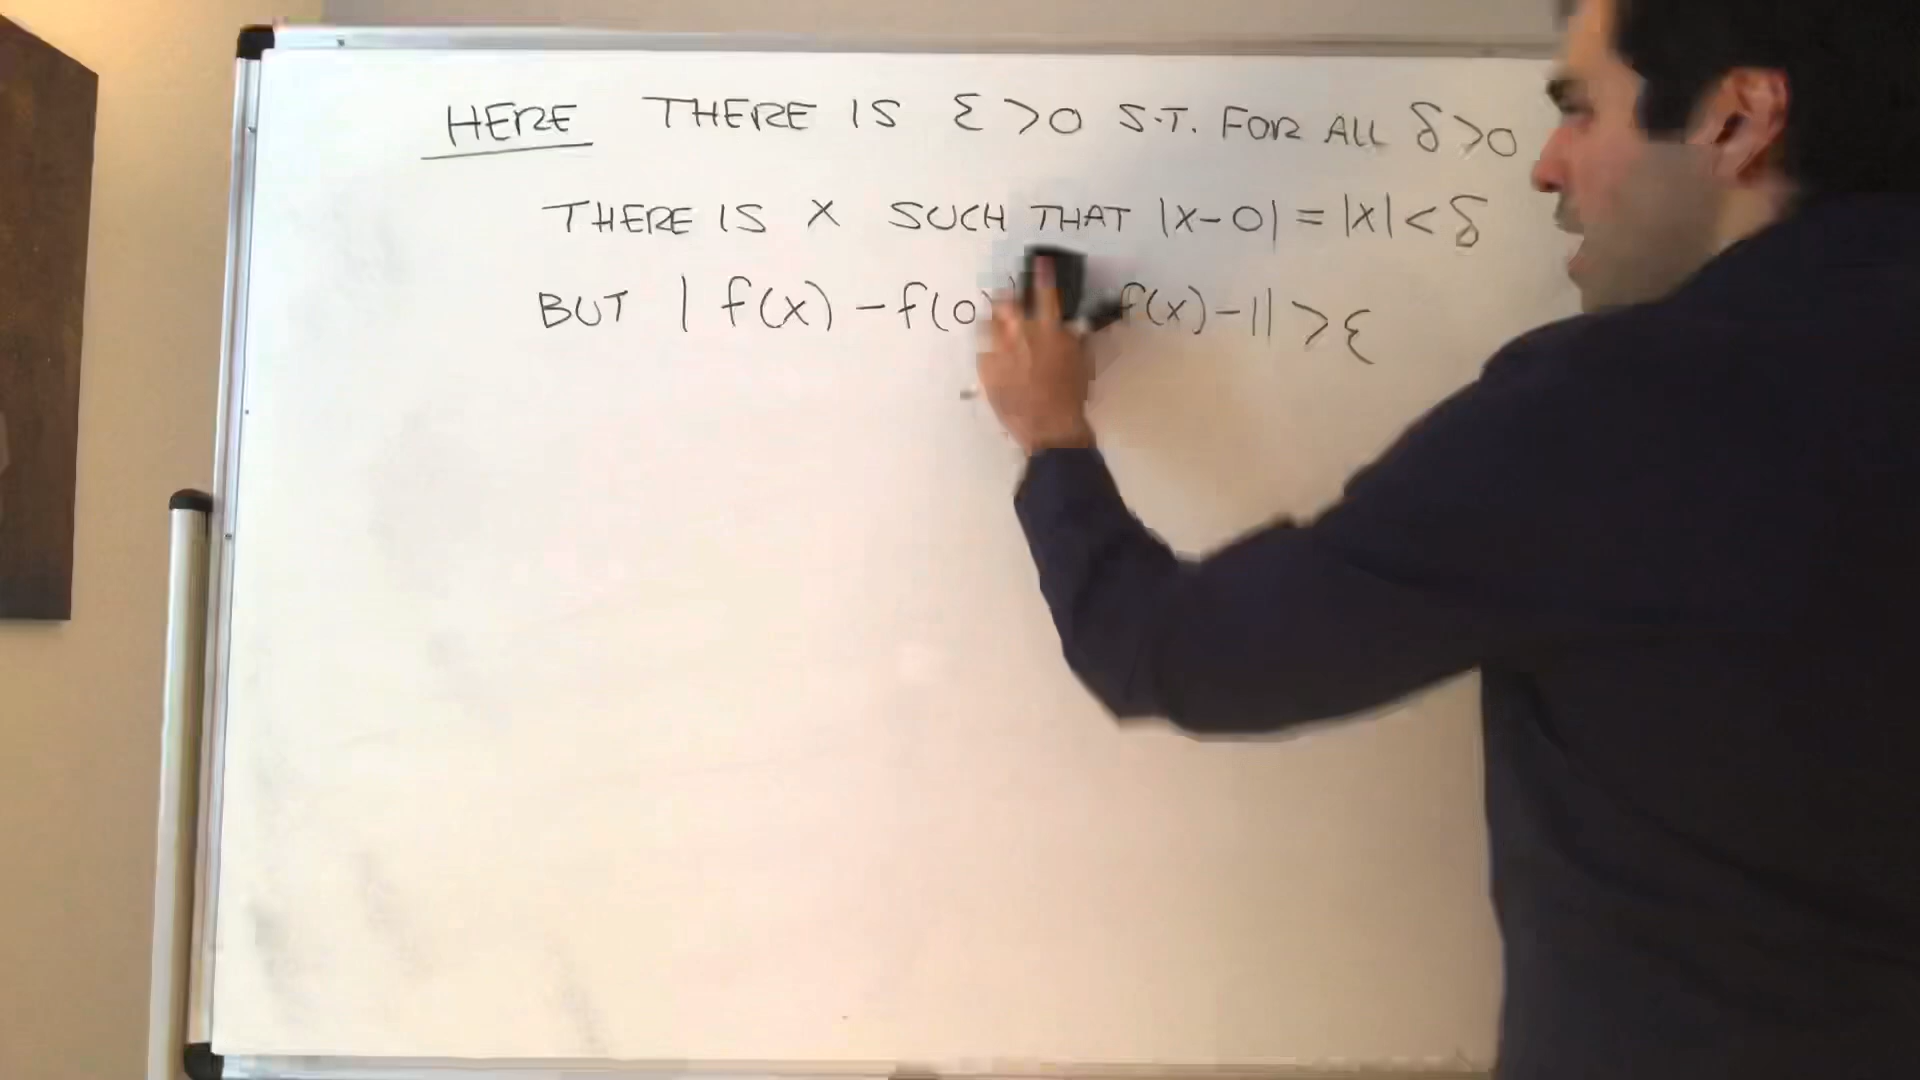 HERE THERE IS ε >0 S.T. FOR ALL δ >0
THERE IS X SUCH THAT |X-0| = |X| < δ
BUT | f(x) - f(0) f(x) - 1| > ε